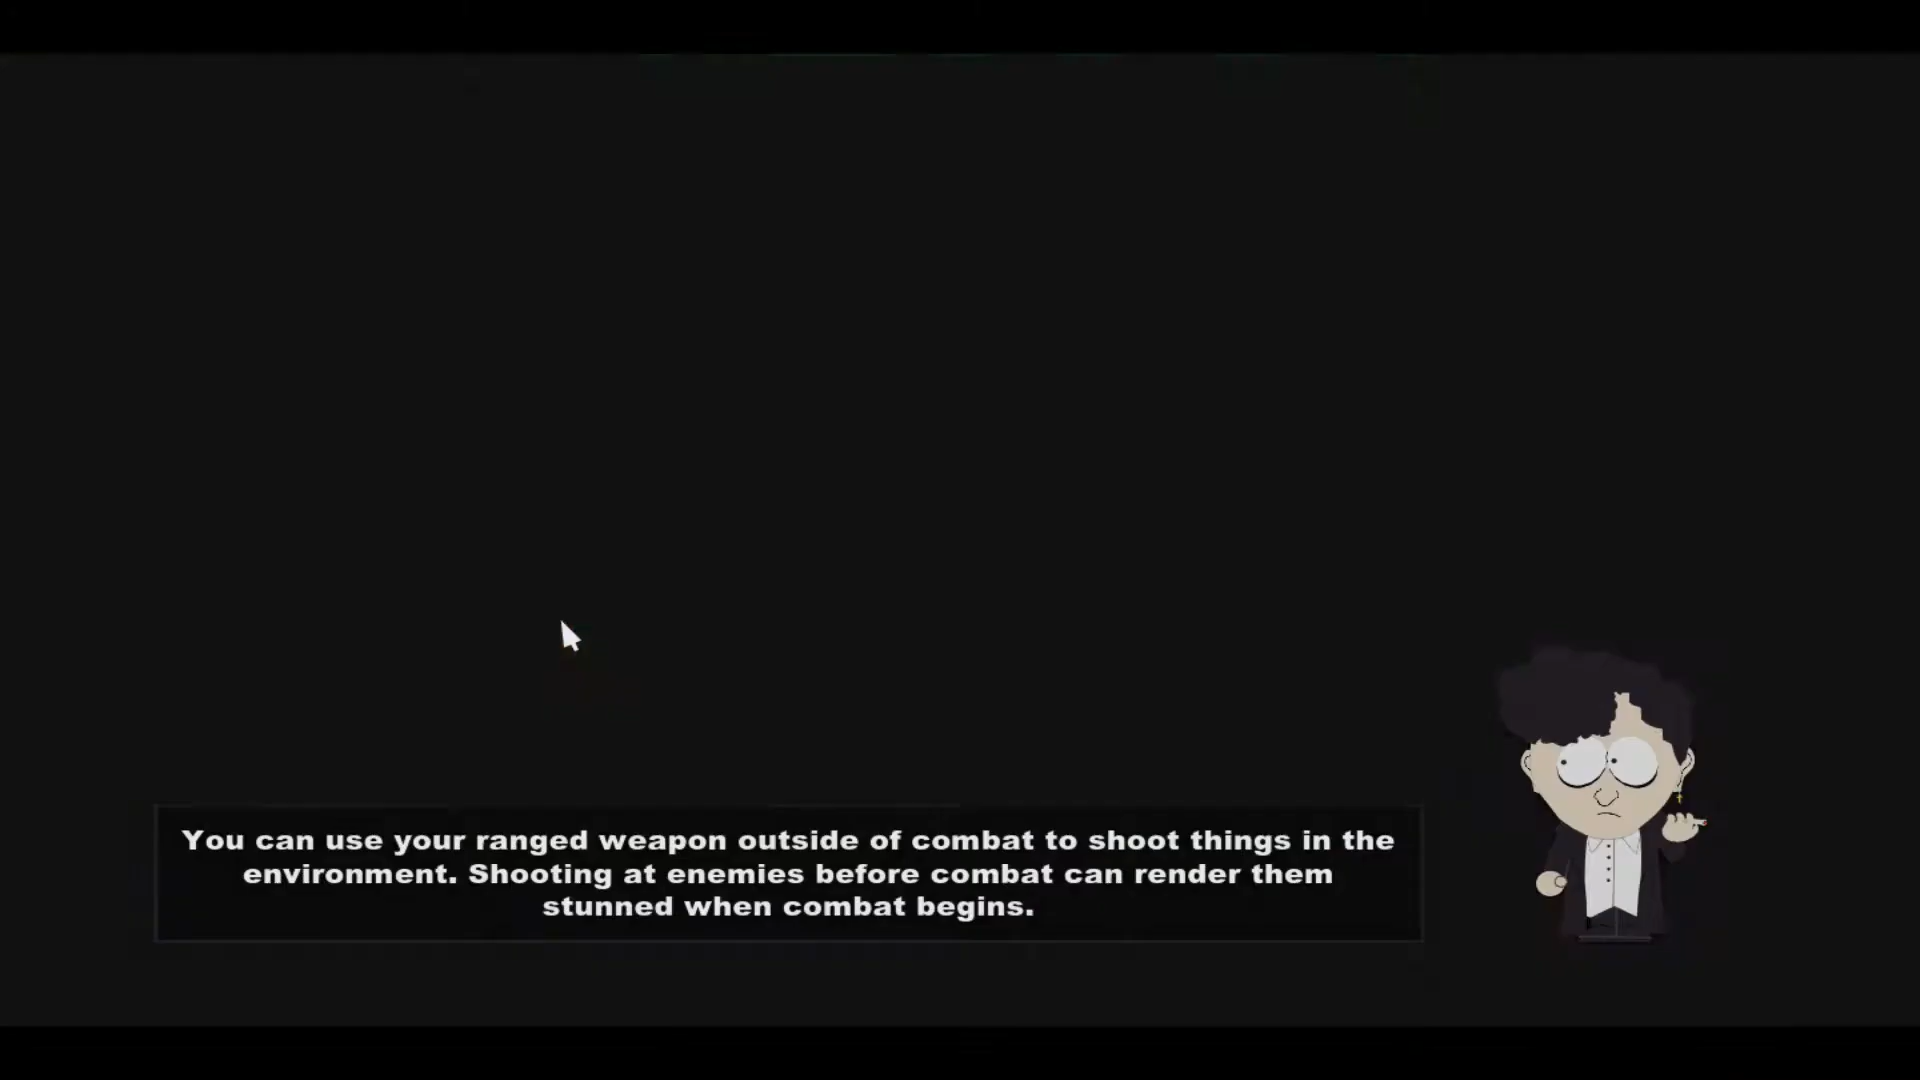 You can use your ranged weapon outside of combat to shoot things in the
environment. Shooting at enemies before combat can render them
stunned when combat begins.